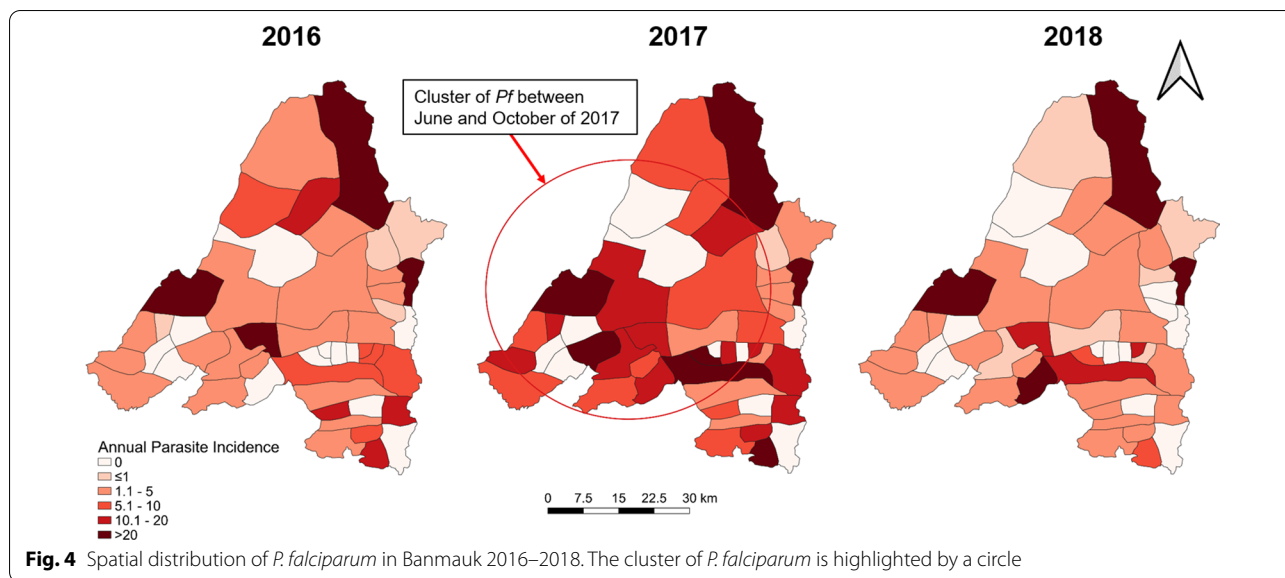 2016
2017
2018
Cluster of Pf between
June and October of 2017
Annual Parasite Incidence
0
≤1
1.1 - 5
5.1 - 10
10.1 - 20
>20
0 7.5 15 22.5 30 km
Fig. 4 Spatial distribution of P. falciparum in Banmauk 2016–2018. The cluster of P. falciparum is highlighted by a circle